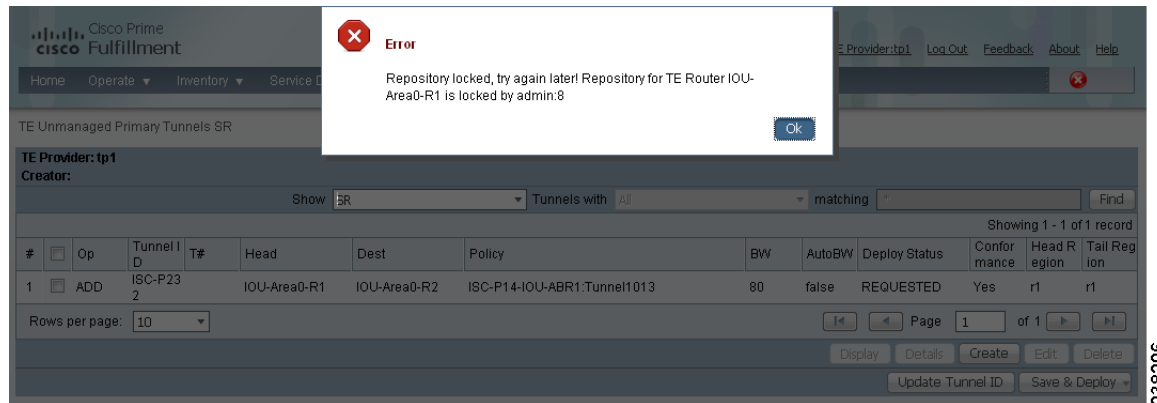 Cisco Prime
cisco Fulfillment
E Provider:tp1 Log Out Feedback About Help
Home Operate Inventory Service D
Error
Repository locked, try again later! Repository for TE Router IOU-
Area0-R1 is locked by admin:8
Ok
TE Unmanaged Primary Tunnels SR
TE Provider: tp1
Creator:
Show SR Tunnels with All matching * Find
Showing 1 - 1 of 1 record
# Op Tunnel I
D T# Head Dest Policy BW AutoBW Deploy Status Confor
mance Head R
egion Tail Reg
ion
1 ADD ISC-P23
2 IOU-Area0-R1 IOU-Area0-R2 ISC-P14-IOU-ABR1:Tunnel1013 80 false REQUESTED Yes r1 r1
Rows per page: 10 Page 1 of 1
Display Details Create Edit Delete
Update Tunnel ID Save & Deploy